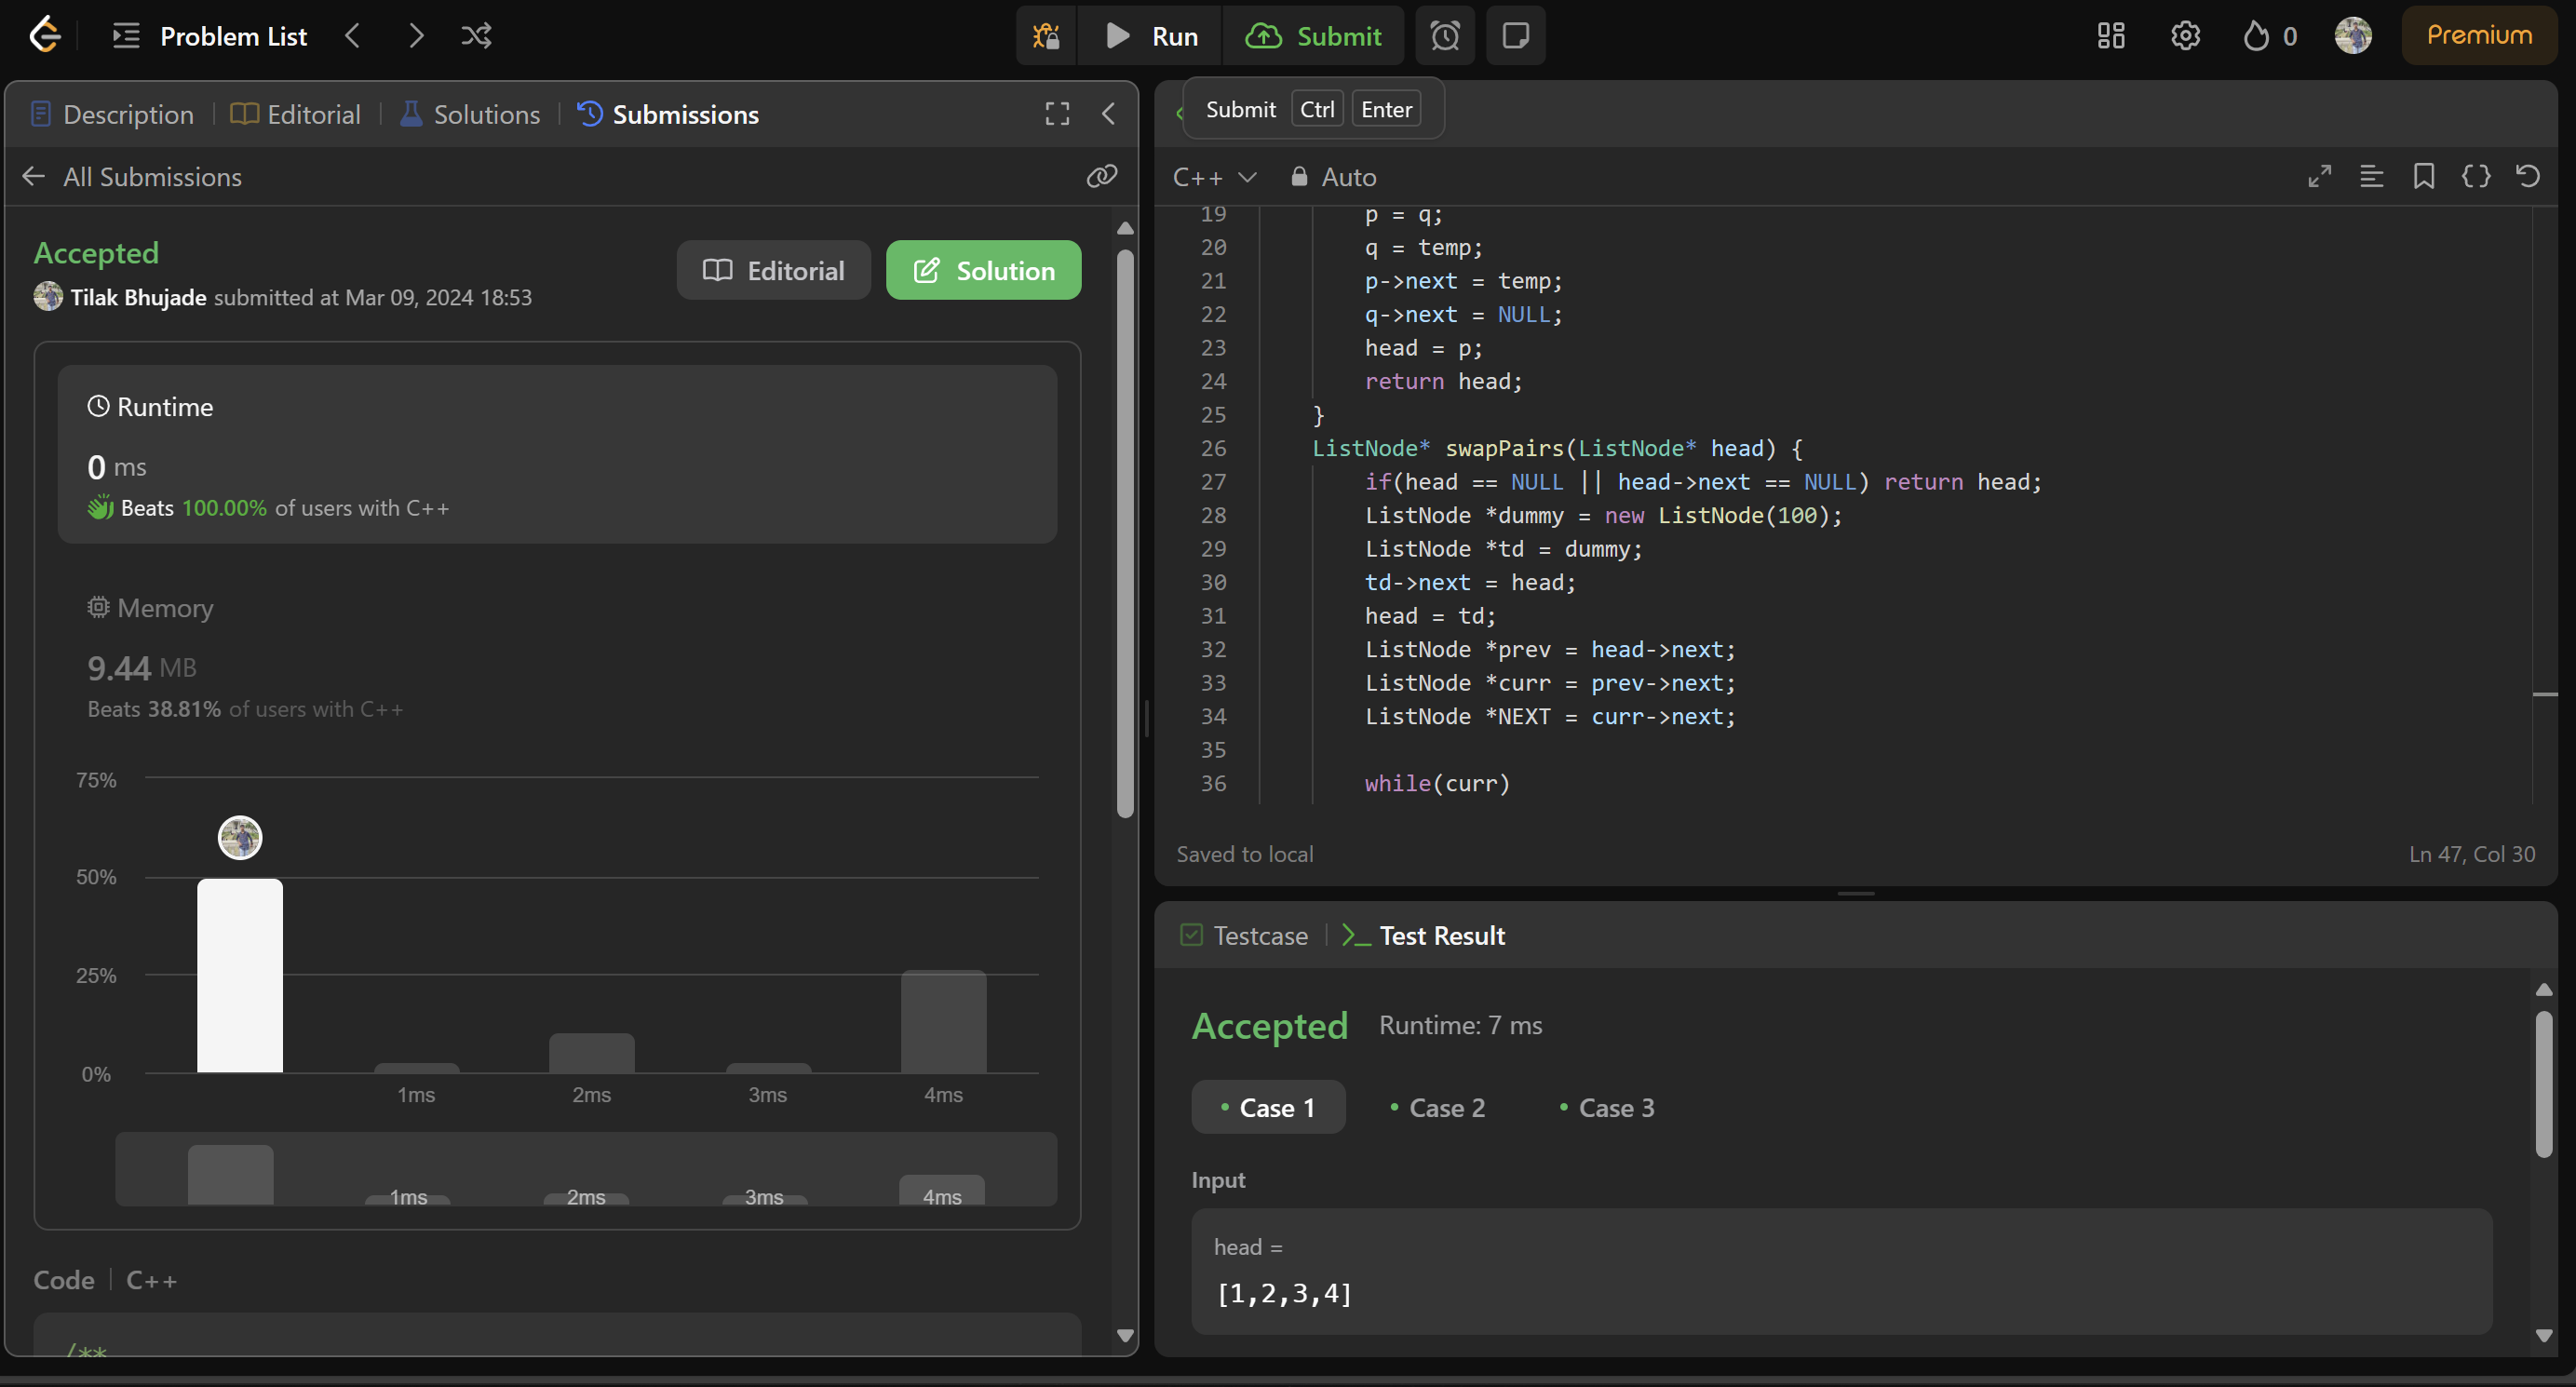 Problem List
Run
Submit
0
Premium
Description
Editorial
Solutions
Submissions
Submit Ctrl Enter
All Submissions
C++
Auto
Accepted
Tilak Bhujade submitted at Mar 09, 2024 18:53
Editorial
Solution
Runtime
0 ms
Beats 100.00% of users with C++
Memory
9.44 MB
Beats 38.81% of users with C++
75%
50%
25%
0%
1ms 2ms 3ms 4ms
1ms 2ms 3ms 4ms
Code
C++
/**
19 p = q;
20 q = temp;
21 p->next = temp;
22 q->next = NULL;
23 head = p;
24 return head;
25 }
26 ListNode* swapPairs(ListNode* head) {
27 if(head == NULL || head->next == NULL) return head;
28 ListNode *dummy = new ListNode(100);
29 ListNode *td = dummy;
30 td->next = head;
31 head = td;
32 ListNode *prev = head->next;
33 ListNode *curr = prev->next;
34 ListNode *NEXT = curr->next;
35
36 while(curr)
Saved to local
Ln 47, Col 30
Testcase
Test Result
Accepted
Runtime: 7 ms
Case 1
Case 2
Case 3
Input
head =
[1,2,3,4]